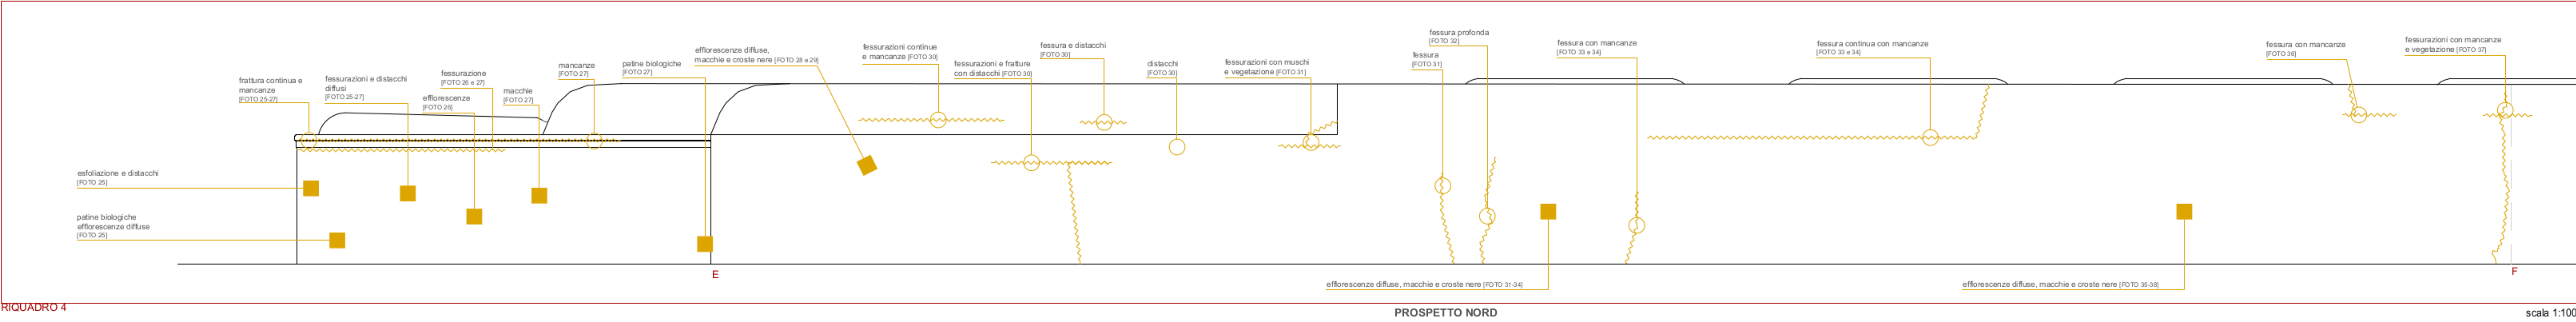 frattura continua e
mancanze
[FOTO 25-27]
fessurazioni e distacchi
diffusi
[FOTO 25-27]
fessurazione
[FOTO 26 e 27]
efflorescenze
[FOTO 26]
macchie
[FOTO 27]
mancanze
[FOTO 27]
patine biologiche
[FOTO 27]
efflorescenze diffuse,
macchie e croste nere [FOTO 28 e 29]
fessurazioni continue
e mancanze [FOTO 30]
fessurazioni e fratture
con distacchi [FOTO 30]
fessura e distacchi
[FOTO 30]
distacchi
[FOTO 30]
fessurazioni con muschi
e vegetazione [FOTO 31]
fessura
[FOTO 31]
fessura profonda
[FOTO 32]
fessura con mancanze
[FOTO 33 e 34]
fessura continua con mancanze
[FOTO 33 e 34]
fessura con mancanze
[FOTO 36]
fessurazioni con mancanze
e vegetazione [FOTO 37]
esfoliazione e distacchi
[FOTO 25]
patine biologiche
efflorescenze diffuse
[FOTO 25]
E
F
efflorescenze diffuse, macchie e croste nere [FOTO 31-34]
efflorescenze diffuse, macchie e croste nere [FOTO 35-38]
RIQUADRO 4
PROSPETTO NORD
scala 1:100